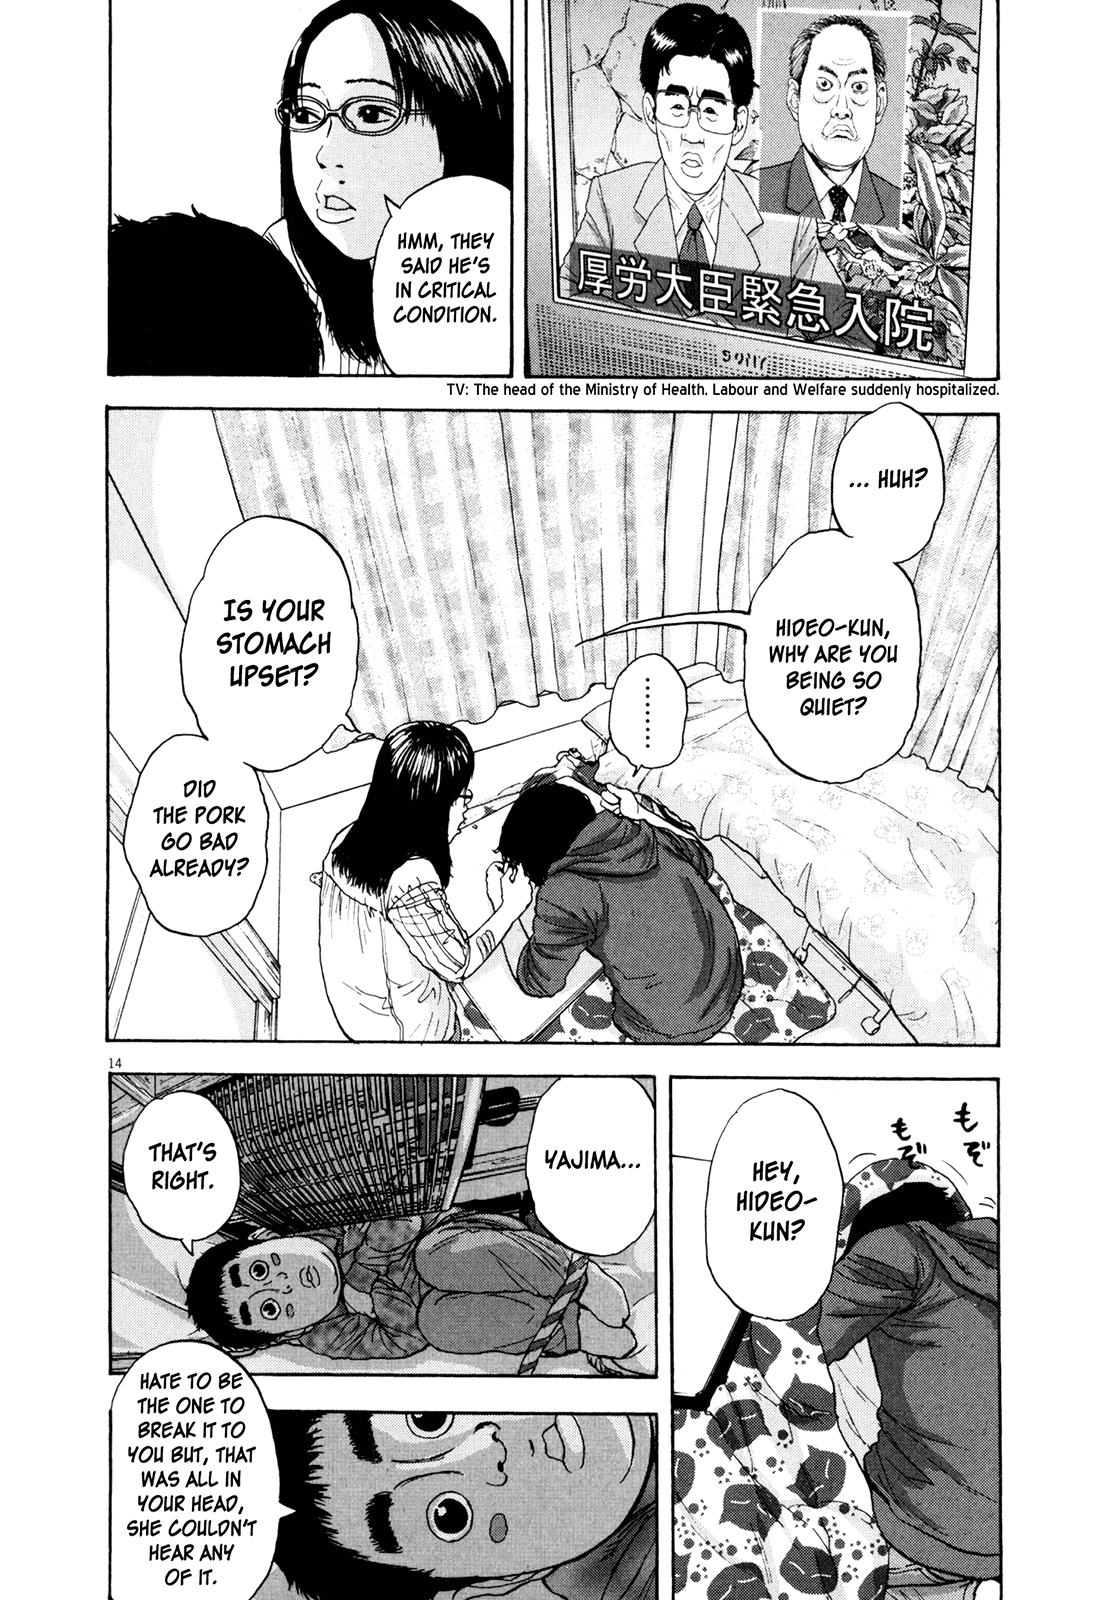 厚労大臣緊急入院
SONY
HMM, THEY
SAID HE'S
IN CRITICAL
CONDITION.
TV: The head of the Ministry of Health, Labour and Welfare suddenly hospitalized.
... HUH?
HIDEO-KUN,
WHY ARE YOU
BEING SO
QUIET?
.........
IS YOUR
STOMACH
UPSET?
DID
THE PORK
GO BAD
ALREADY?
14
もぞ
もぞ
HEY,
HIDEO-
KUN?
YAJIMA...
THAT'S
RIGHT.
HATE TO BE
THE ONE TO
BREAK IT TO
YOU BUT, THAT
WAS ALL IN
YOUR HEAD,
SHE COULDN'T
HEAR ANY
OF IT.